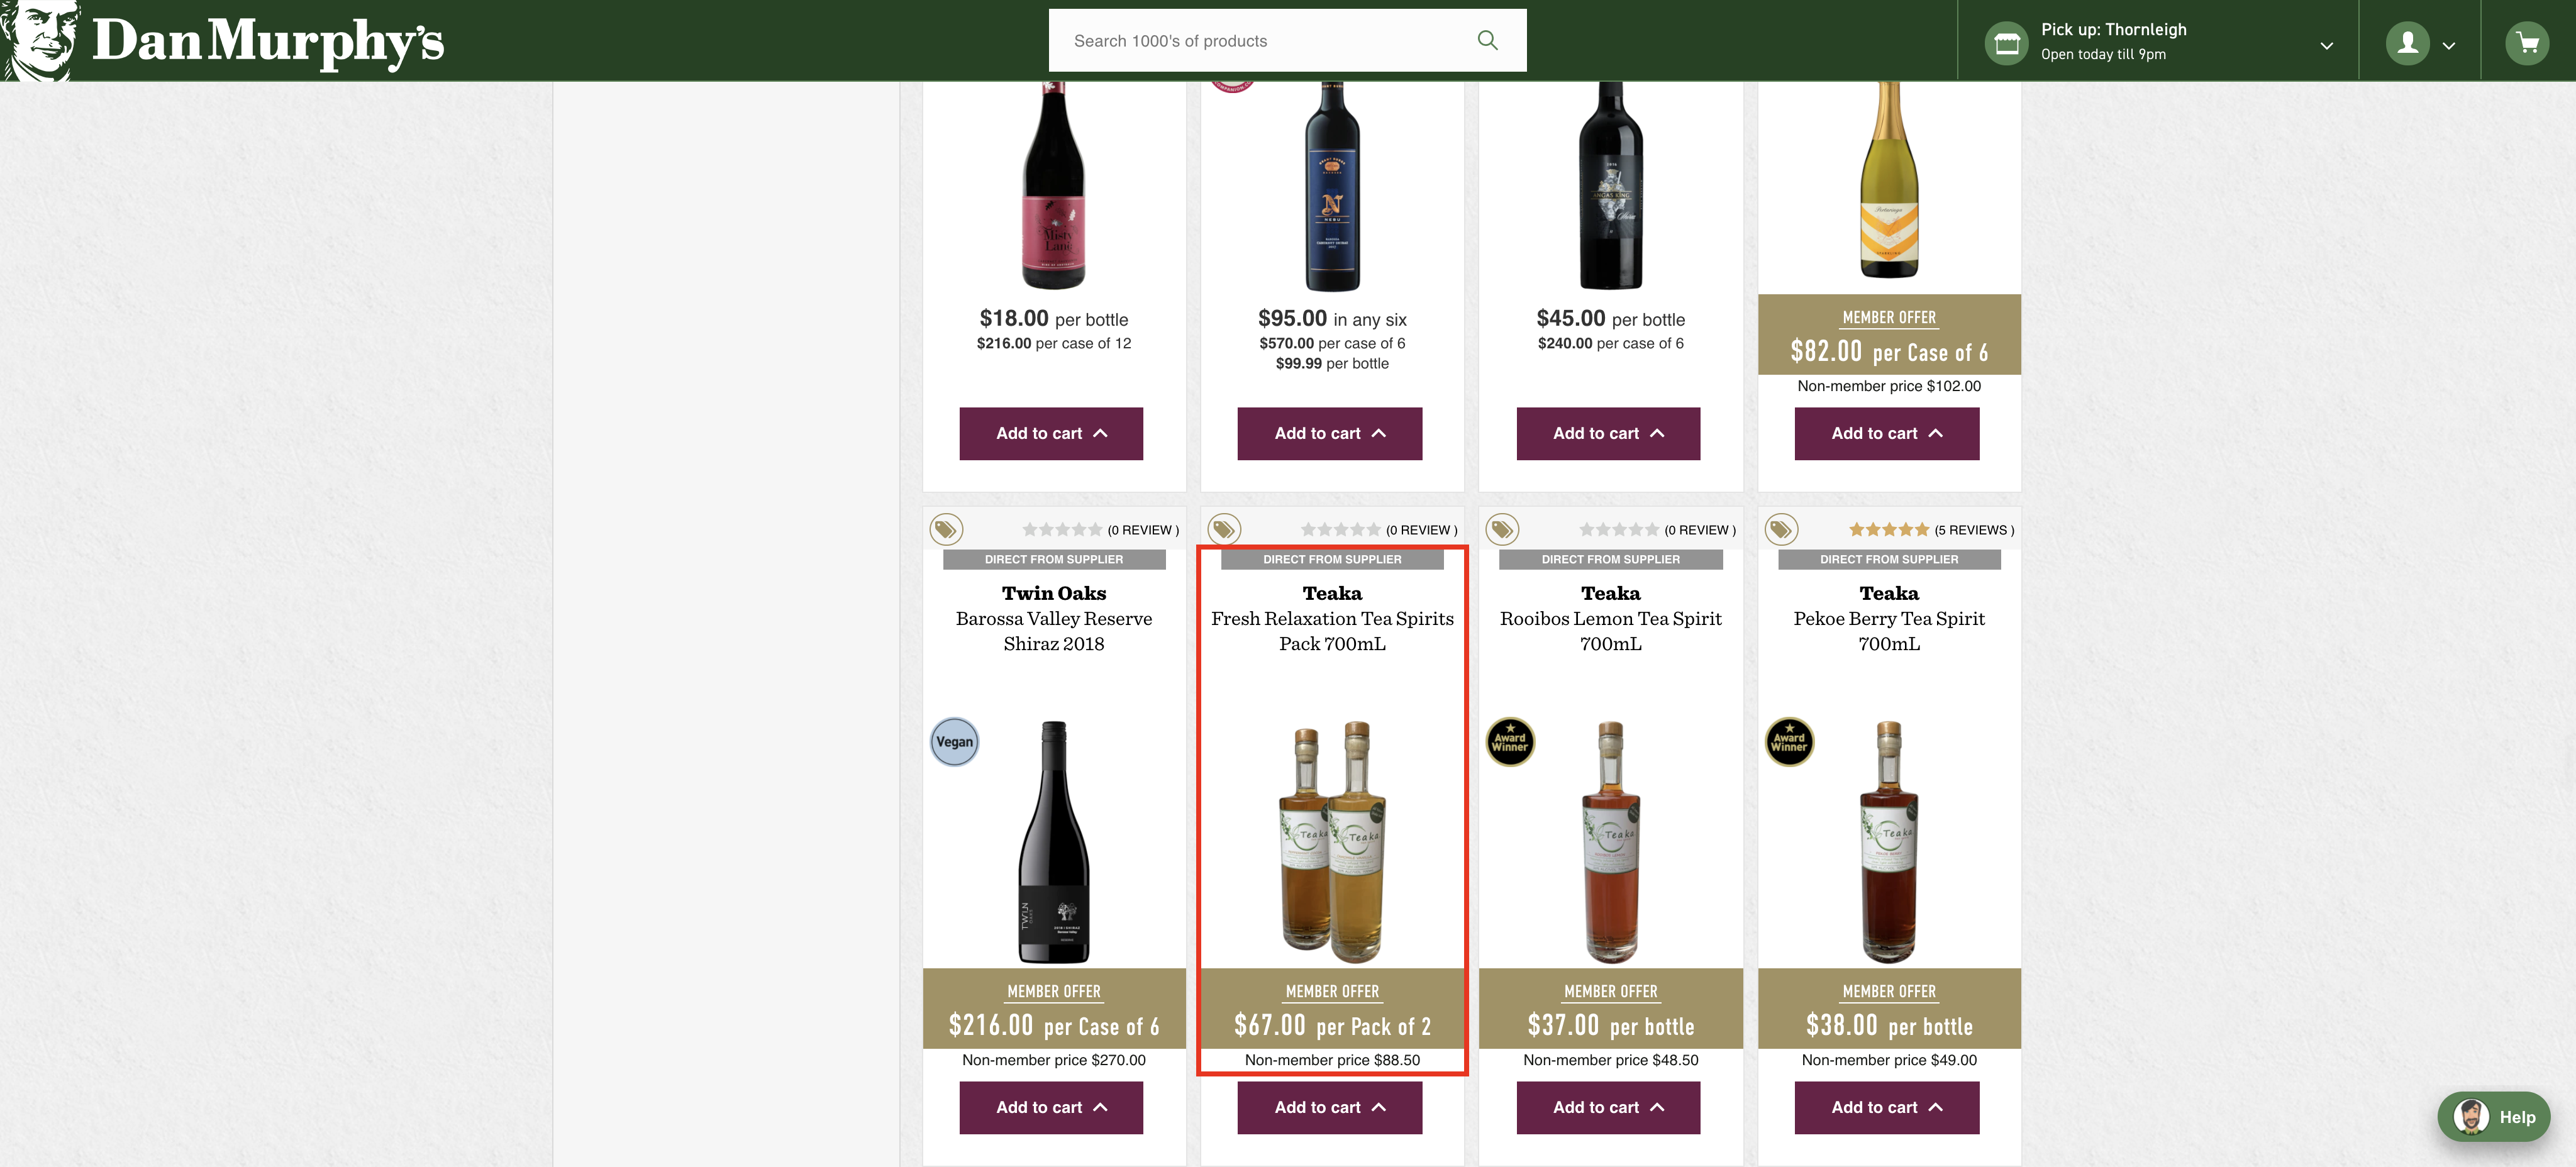 Dan Murphy's
Search 1000's of products
Pick up: Thornleigh
Open today till 9pm
Misty
Lane
N
NEBU
ANGAS KING
$18.00 per bottle
$216.00 per case of 12
Add to cart
$95.00 in any six
$570.00 per case of 6
$99.99 per bottle
Add to cart
$45.00 per bottle
$240.00 per case of 6
Add to cart
MEMBER OFFER
$82.00 per Case of 6
Non-member price $102.00
Add to cart
(0 REVIEW )
DIRECT FROM SUPPLIER
Twin Oaks
Barossa Valley Reserve
Shiraz 2018
Vegan
MEMBER OFFER
$216.00 per Case of 6
Non-member price $270.00
Add to cart
(0 REVIEW )
DIRECT FROM SUPPLIER
Teaka
Fresh Relaxation Tea Spirits
Pack 700mL
Teaka
Teaka
MEMBER OFFER
$67.00 per Pack of 2
Non-member price $88.50
Add to cart
(0 REVIEW )
DIRECT FROM SUPPLIER
Teaka
Rooibos Lemon Tea Spirit
700mL
Award
Winner
Teaka
MEMBER OFFER
$37.00 per bottle
Non-member price $48.50
Add to cart
(5 REVIEWS )
DIRECT FROM SUPPLIER
Teaka
Pekoe Berry Tea Spirit
700mL
Award
Winner
Teaka
MEMBER OFFER
$38.00 per bottle
Non-member price $49.00
Add to cart
Help